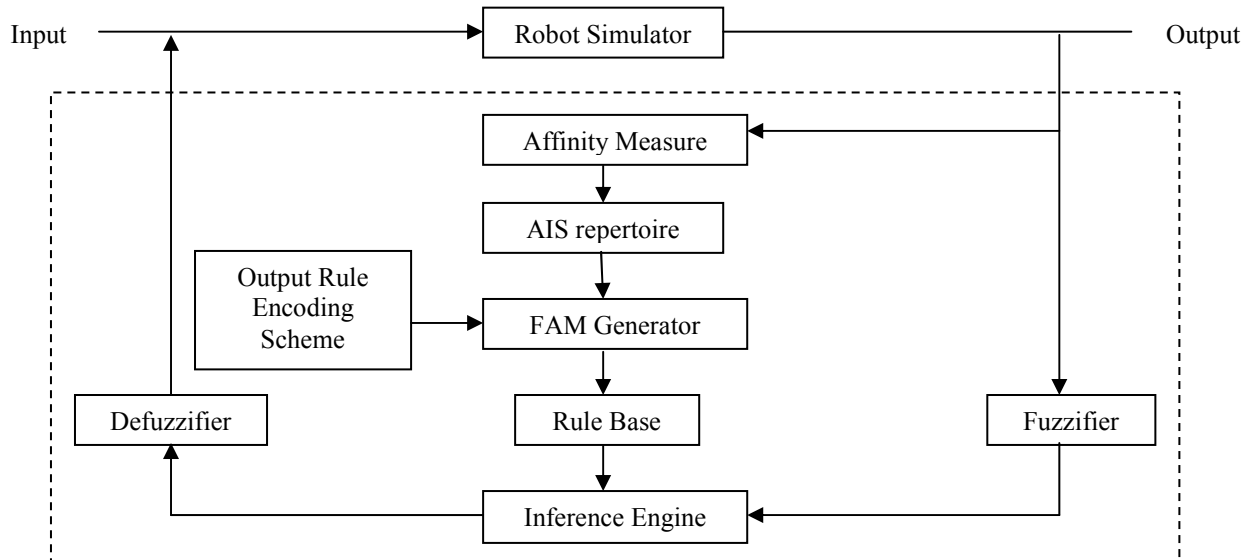 Input
Robot Simulator
Output
Affinity Measure
AIS repertoire
Output Rule
Encoding
Scheme
FAM Generator
Defuzzifier
Rule Base
Fuzzifier
Inference Engine